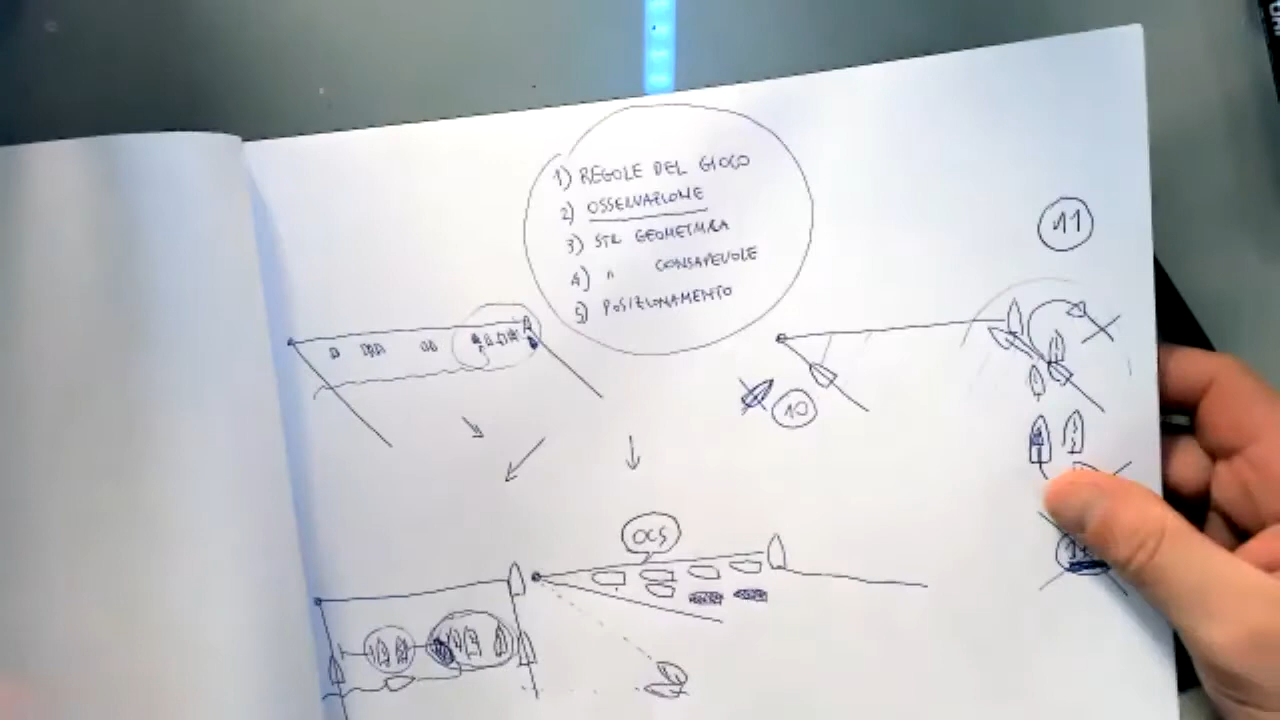 1) REGOLE DEL GIOCO
2) OSSERVAZIONE
3) STR GEOMETRICA
4) " CONSAPEVOLE
5) POSIZIONAMENTO
11
10
OCS